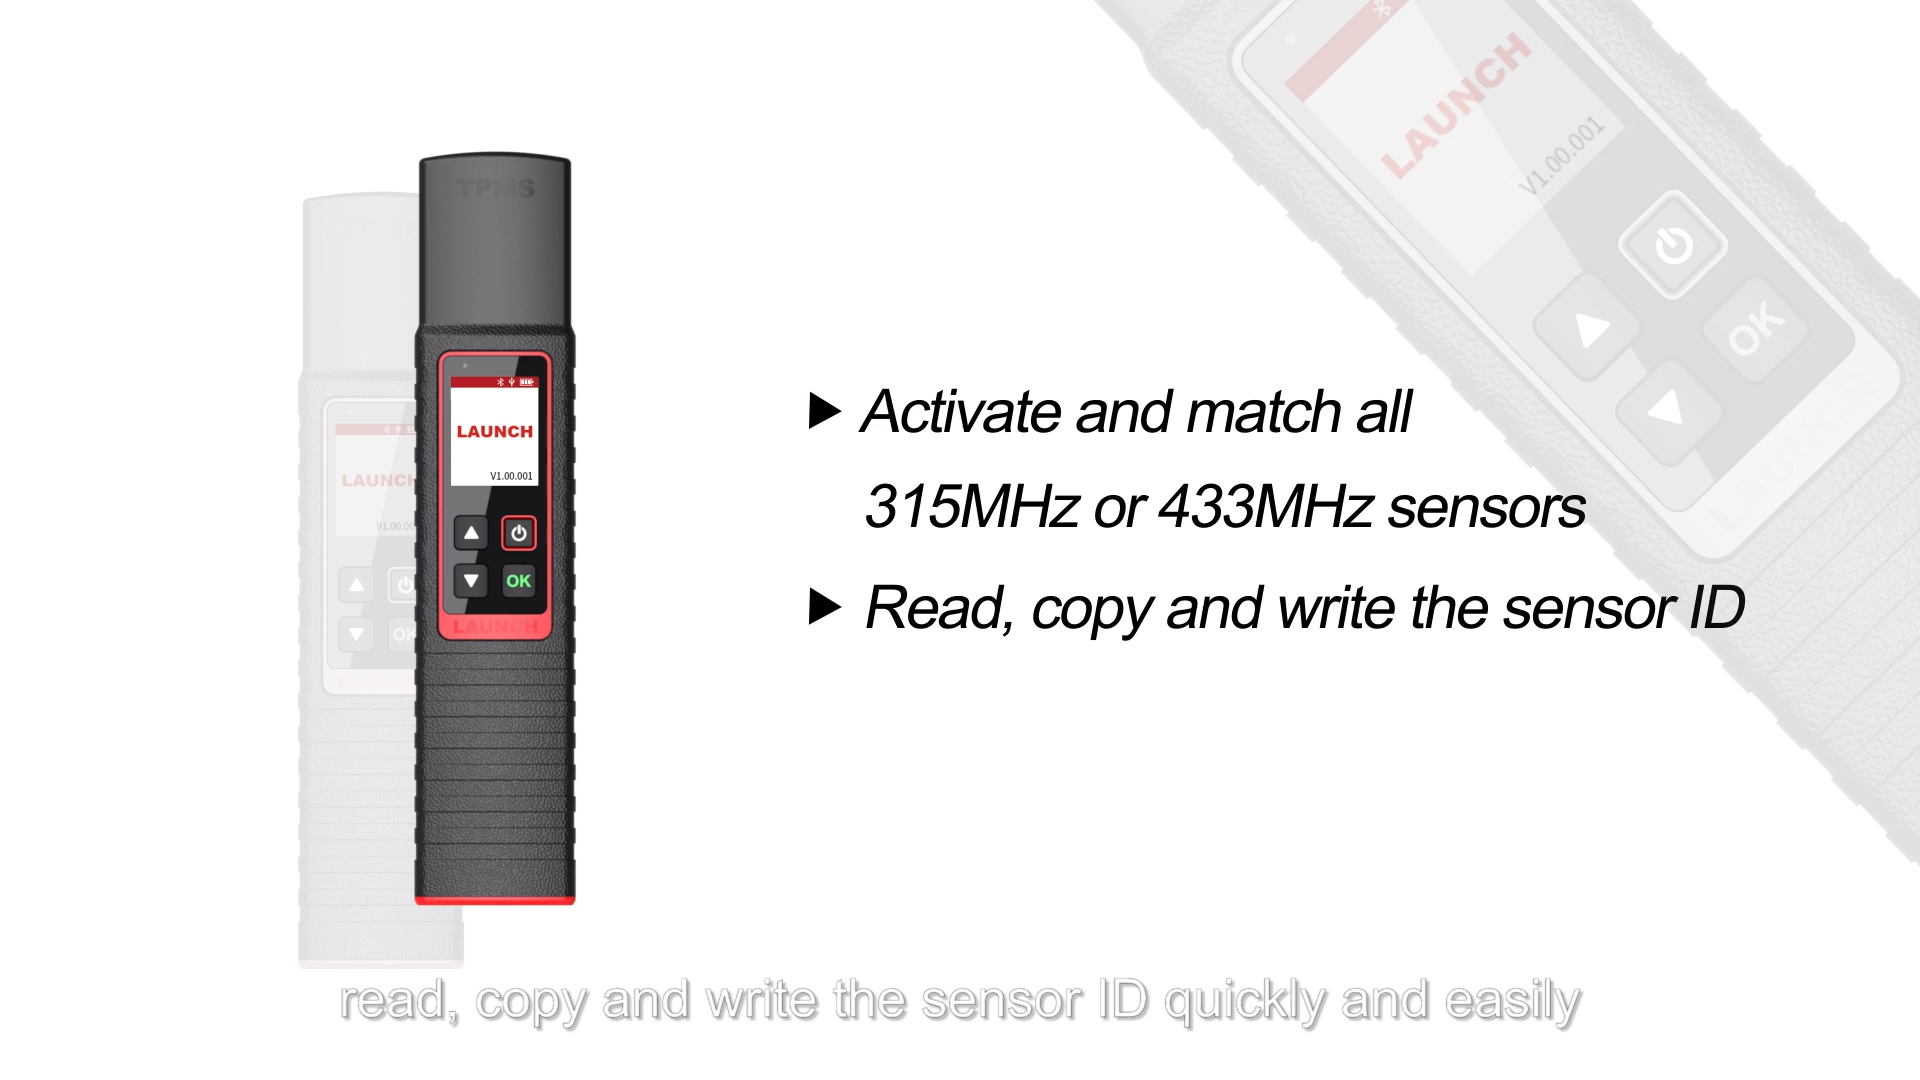 TPMS
LAUNCH
V1.00.001
OK
LAUNCH
LAUNCH
V1.00.00
OK
LAUNCH
V1.00.001
OK
LAUNCH
Activate and match all
315MHz or 433MHz sensors
Read, copy and write the sensor ID
read, copy and write the sensor ID quickly and easily